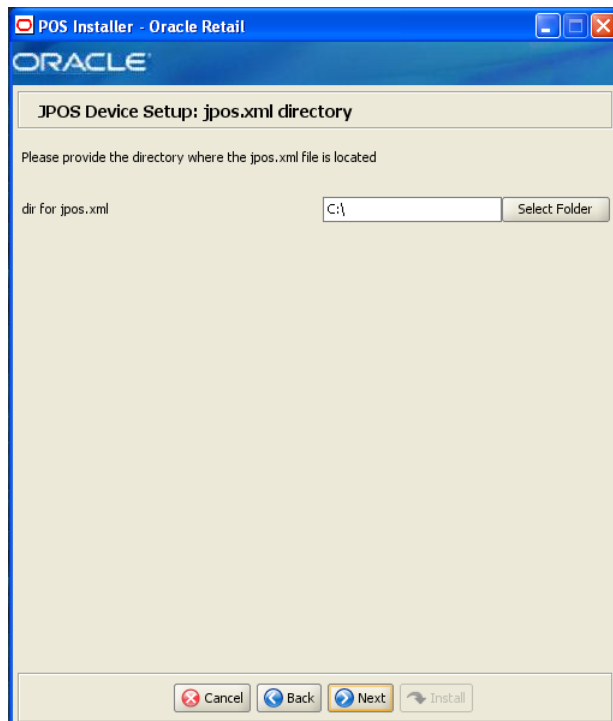 POS Installer - Oracle Retail
ORACLE
JPOS Device Setup: jpos.xml directory
Please provide the directory where the jpos.xml file is located
dir for jpos.xml C:\ Select Folder
Cancel Back Next Install